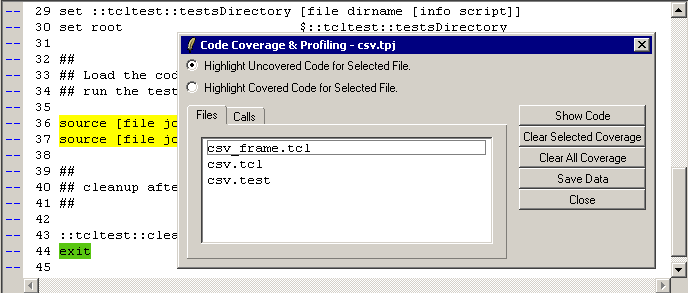 -- 29 set ::tcltest::testsDirectory [file dirname [info script]]
-- 30 set root $::tcltest::testsDirectory
-- 31
-- 32 ##
-- 33 ## Load the cod
-- 34 ## run the test
-- 35
-- 36 source [file jo
-- 37 source [file jo
-- 38
-- 39 ##
-- 40 ## cleanup afte
-- 41 ##
-- 42
-- 43 ::tcltest::clea
-- 44 exit
-- 45
Code Coverage & Profiling - csv.tpj
Highlight Uncovered Code for Selected File.
Highlight Covered Code for Selected File.
Files Calls
csv_frame.tcl
csv.tcl
csv.test
Show Code
Clear Selected Coverage
Clear All Coverage
Save Data
Close